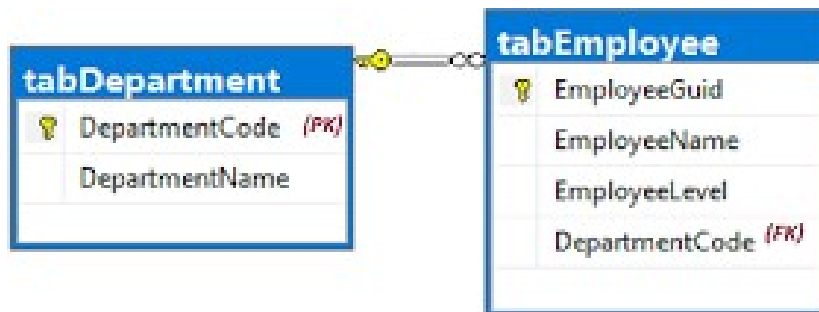 tabDepartment
DepartmentCode (PK)
DepartmentName
tabEmployee
EmployeeGuid
EmployeeName
EmployeeLevel
DepartmentCode (FK)